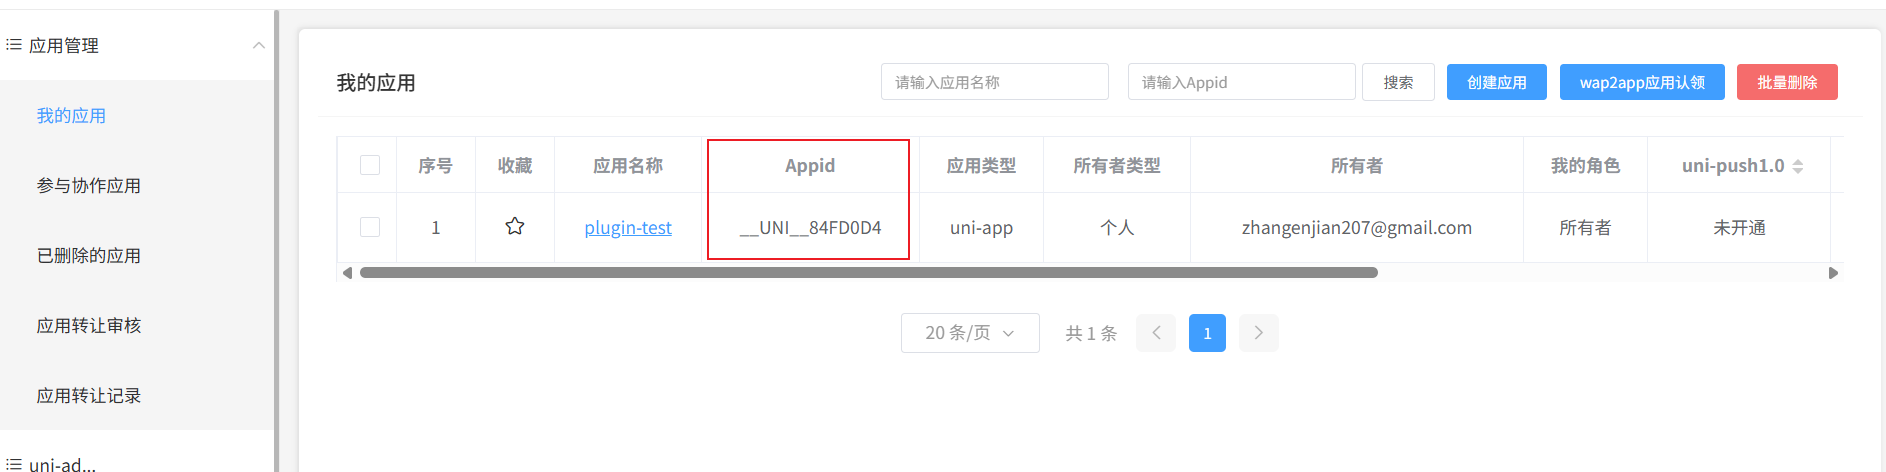 应用管理
我的应用
参与协作应用
已删除的应用
应用转让审核
应用转让记录
uni-ad...
我的应用 请输入应用名称 请输入Appid 搜索 创建应用 wap2app应用认领 批量删除
序号 收藏 应用名称 Appid 应用类型 所有者类型 所有者 我的角色 uni-push1.0
1 plugin-test __UNI__84FD0D4 uni-app 个人 zhangenjian207@gmail.com 所有者 未开通
20 条/页 共 1 条 1